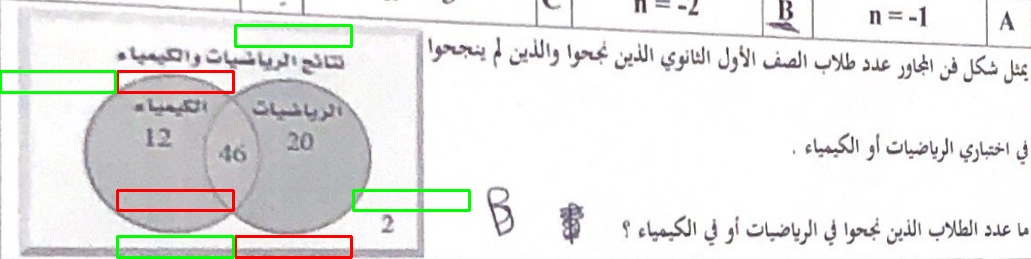 A n = -1 B n = -2 C
يمثل شكل فن المجاور عدد طلاب الصف الأول الثانوي الذين نجحوا والذين لم ينجحوا
في اختباري الرياضيات أو الكيمياء .
ما عدد الطلاب الذين نجحوا في الرياضيات أو في الكيمياء ؟
B
نتائج الرياضيات والكيمياء
الرياضيات الكيمياء
20 46 12
2